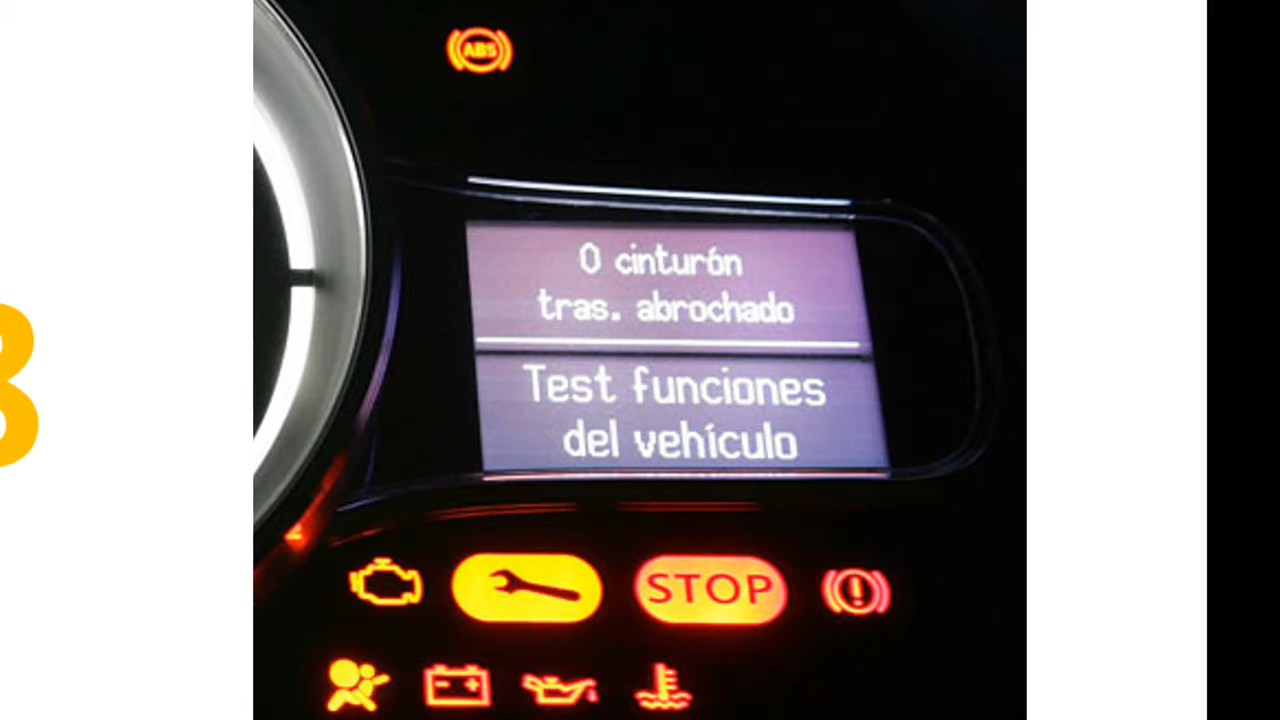 ABS
0 cinturón
tras. abrochado
Test funciones
del vehículo
STOP